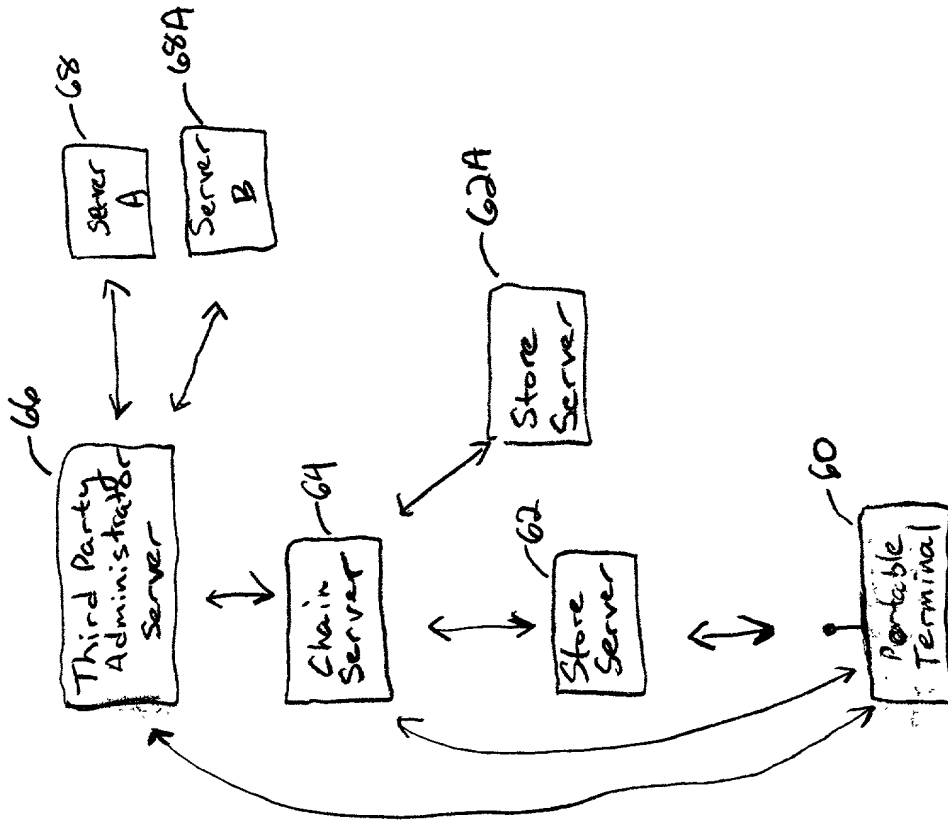 66
Third Party
Administrator
Server
68
Server
A
68A
Server
B
64
Chain
Server
62A
Store
Server
62
Store
Server
60
Portable
Terminal